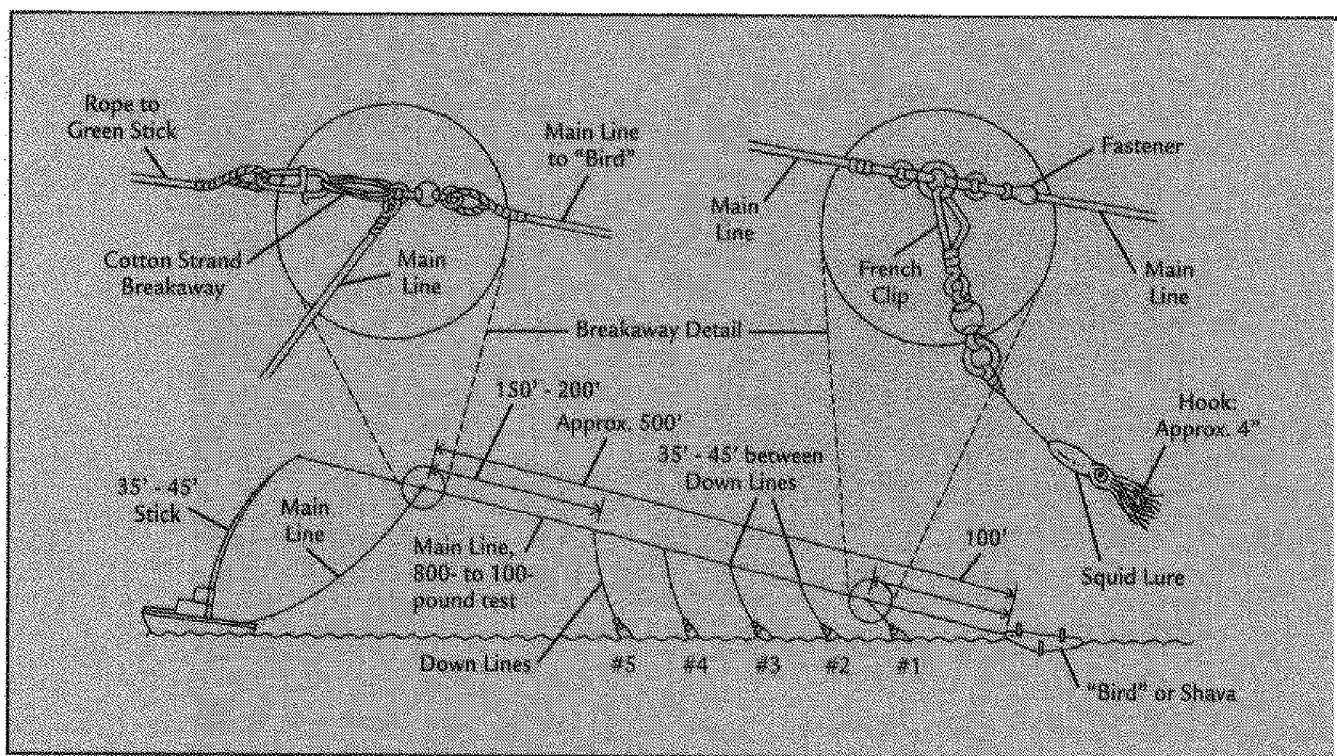 Rope to
Green Stick
Main Line
to "Bird"
Cotton Strand
Breakaway
Main
Line
Main
Line
Fastener
French
Clip
Main
Line
Breakaway Detail
150' - 200'
Approx. 500'
35' - 45' between
Down Lines
Hook:
Approx. 4"
35' - 45'
Stick
Main
Line
Main Line,
800- to 100-
pound test
100'
Squid Lure
Down Lines
#5
#4
#3
#2
#1
"Bird" or Shava